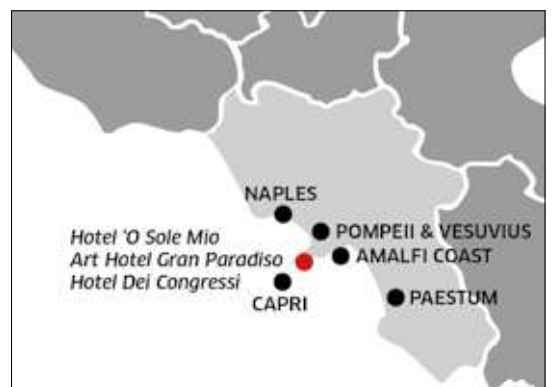 NAPLES
POMPEII & VESUVIUS
Hotel 'O Sole Mio
Art Hotel Gran Paradiso
Hotel Dei Congressi
AMALFI COAST
CAPRI
PAESTUM